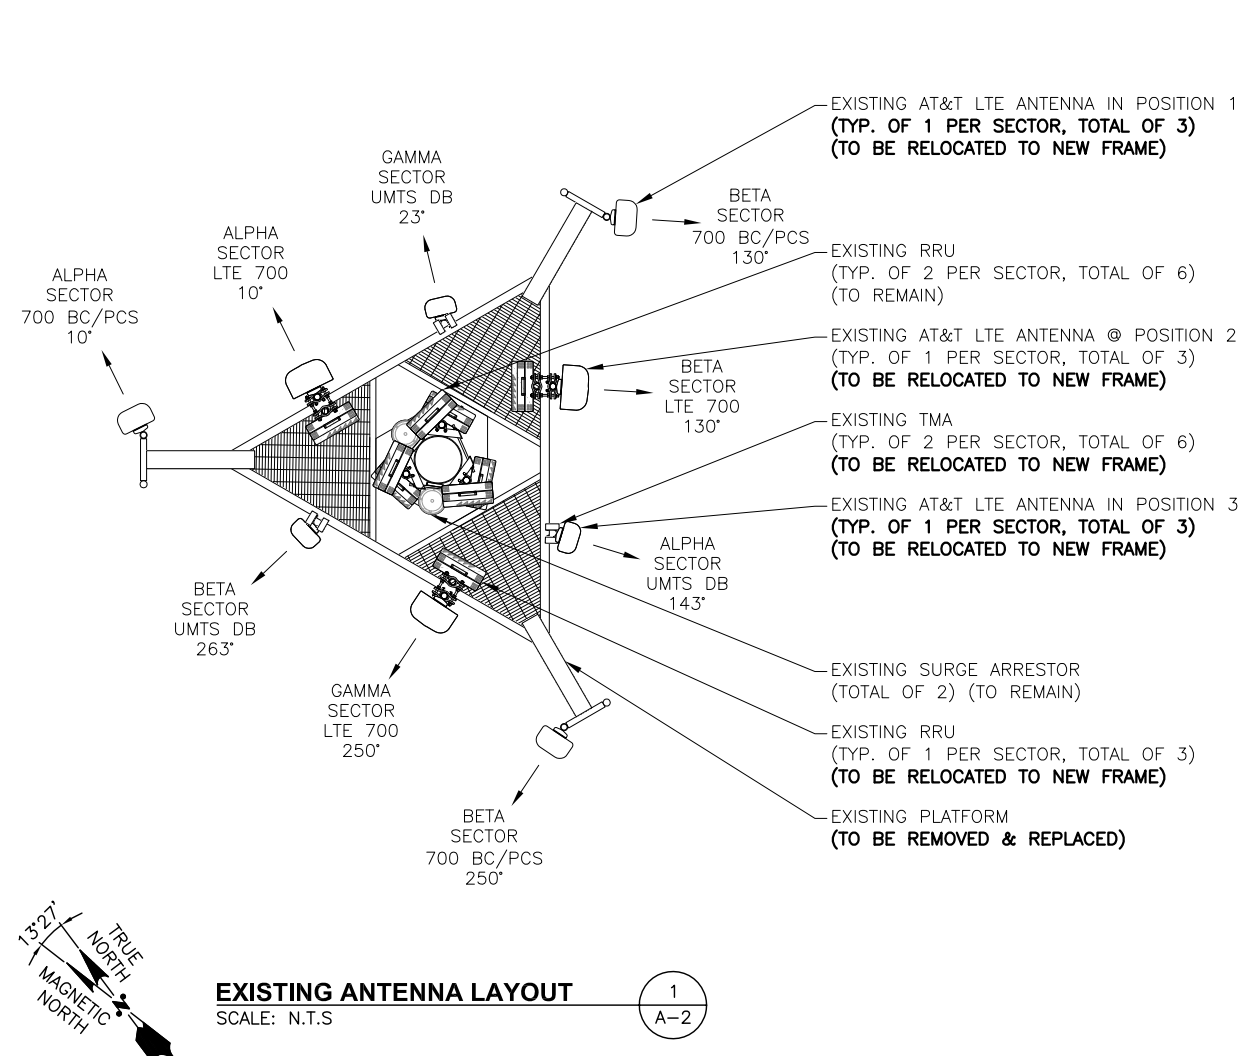 EXISTING AT&T LTE ANTENNA IN POSITION 1
(TYP. OF 1 PER SECTOR, TOTAL OF 3)
(TO BE RELOCATED TO NEW FRAME)
GAMMA
SECTOR
UMTS DB
23°
BETA
SECTOR
700 BC/PCS
130°
ALPHA
SECTOR
LTE 700
10°
EXISTING RRU
(TYP. OF 2 PER SECTOR, TOTAL OF 6)
(TO REMAIN)
ALPHA
SECTOR
700 BC/PCS
10°
EXISTING AT&T LTE ANTENNA @ POSITION 2
(TYP. OF 1 PER SECTOR, TOTAL OF 3)
(TO BE RELOCATED TO NEW FRAME)
BETA
SECTOR
LTE 700
130°
EXISTING TMA
(TYP. OF 2 PER SECTOR, TOTAL OF 6)
(TO BE RELOCATED TO NEW FRAME)
EXISTING AT&T LTE ANTENNA IN POSITION 3
(TYP. OF 1 PER SECTOR, TOTAL OF 3)
(TO BE RELOCATED TO NEW FRAME)
ALPHA
SECTOR
UMTS DB
143°
BETA
SECTOR
UMTS DB
263°
EXISTING SURGE ARRESTOR
(TOTAL OF 2) (TO REMAIN)
GAMMA
SECTOR
LTE 700
250°
EXISTING RRU
(TYP. OF 1 PER SECTOR, TOTAL OF 3)
(TO BE RELOCATED TO NEW FRAME)
BETA
SECTOR
700 BC/PCS
250°
EXISTING PLATFORM
(TO BE REMOVED & REPLACED)
13°27'
TRUE
NORTH
MAGNETIC
NORTH
N
EXISTING ANTENNA LAYOUT
SCALE: N.T.S
1
A-2